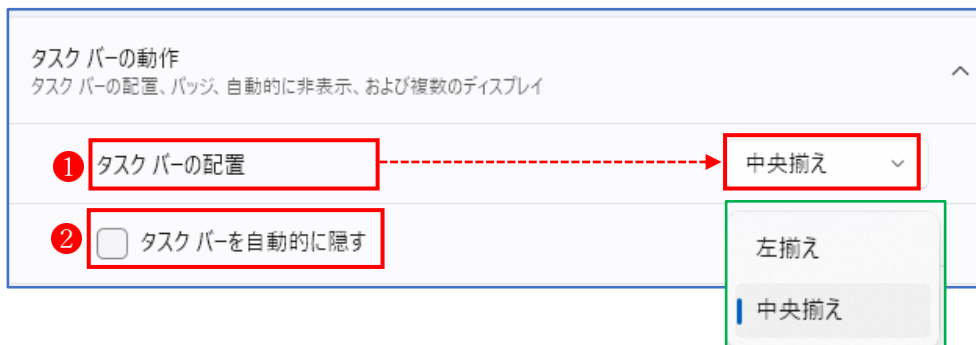 タスク バーの動作
タスク バーの配置、バッジ、自動的に非表示、および複数のディスプレイ
1 タスク バーの配置 中央揃え
2 タスク バーを自動的に隠す
左揃え
中央揃え